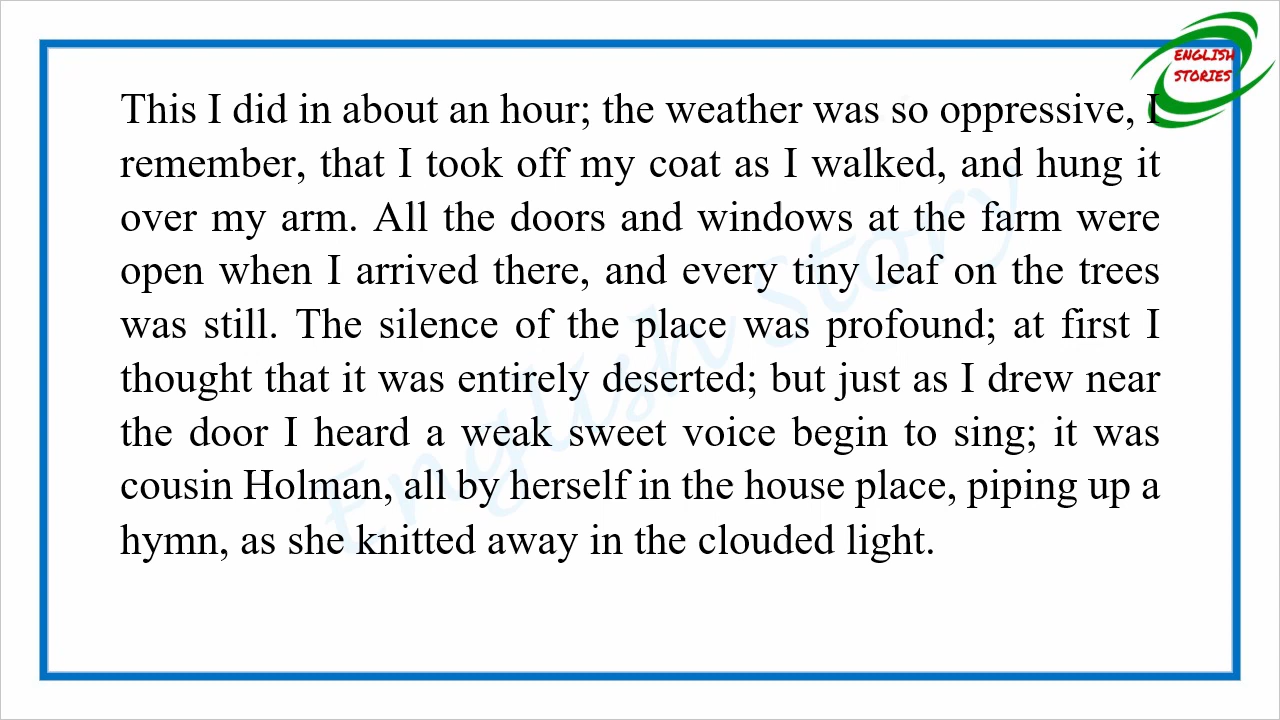 ENGLISH
STORIES
This I did in about an hour; the weather was so oppressive, I
remember, that I took off my coat as I walked, and hung it
over my arm. All the doors and windows at the farm were
open when I arrived there, and every tiny leaf on the trees
was still. The silence of the place was profound; at first I
thought that it was entirely deserted; but just as I drew near
the door I heard a weak sweet voice begin to sing; it was
cousin Holman, all by herself in the house place, piping up a
hymn, as she knitted away in the clouded light.
English Story